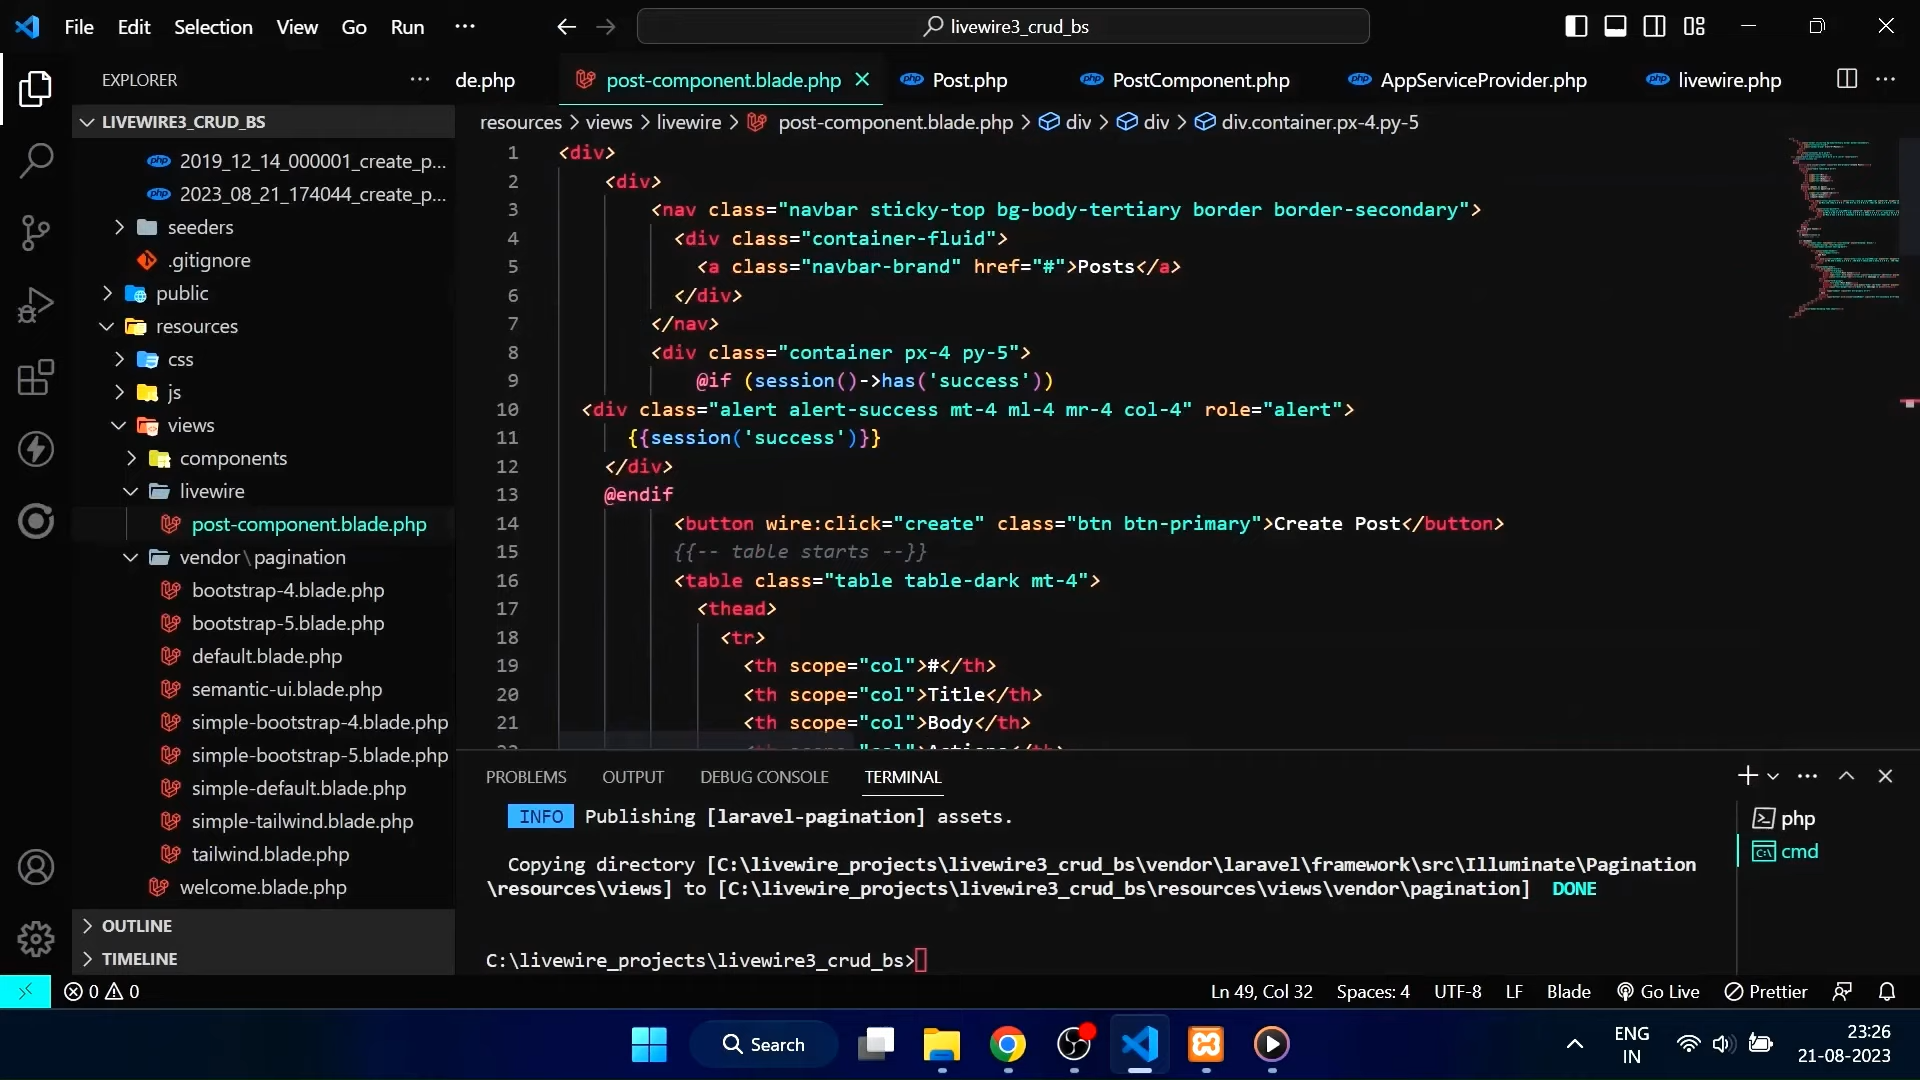 File Edit Selection View Go Run ···
livewire3_crud_bs
EXPLORER ···
de.php
post-component.blade.php
Post.php
PostComponent.php
AppServiceProvider.php
livewire.php
LIVEWIRE3_CRUD_BS
2019_12_14_000001_create_p...
2023_08_21_174044_create_p...
seeders
.gitignore
public
resources
css
js
views
components
livewire
post-component.blade.php
vendor\pagination
bootstrap-4.blade.php
bootstrap-5.blade.php
default.blade.php
semantic-ui.blade.php
simple-bootstrap-4.blade.php
simple-bootstrap-5.blade.php
simple-default.blade.php
simple-tailwind.blade.php
tailwind.blade.php
welcome.blade.php
OUTLINE
TIMELINE
resources > views > livewire > post-component.blade.php > div > div > div.container.px-4.py-5
1 <div>
2 <div>
3 <nav class="navbar sticky-top bg-body-tertiary border border-secondary">
4 <div class="container-fluid">
5 <a class="navbar-brand" href="#">Posts</a>
6 </div>
7 </nav>
8 <div class="container px-4 py-5">
9 @if (session()->has('success'))
10 <div class="alert alert-success mt-4 ml-4 mr-4 col-4" role="alert">
11 {{session('success')}}
12 </div>
13 @endif
14 <button wire:click="create" class="btn btn-primary">Create Post</button>
15 {{-- table starts --}}
16 <table class="table table-dark mt-4">
17 <thead>
18 <tr>
19 <th scope="col">#</th>
20 <th scope="col">Title</th>
21 <th scope="col">Body</th>
22 <th scope="col">Actions</th>
PROBLEMS OUTPUT DEBUG CONSOLE TERMINAL
INFO Publishing [laravel-pagination] assets.
Copying directory [C:\livewire_projects\livewire3_crud_bs\vendor\laravel\framework\src\Illuminate\Pagination
\resources\views] to [C:\livewire_projects\livewire3_crud_bs\resources\views\vendor\pagination] DONE
C:\livewire_projects\livewire3_crud_bs>
php
cmd
0 0
Ln 49, Col 32 Spaces: 4 UTF-8 LF Blade Go Live Prettier
Search
ENG
IN
23:26
21-08-2023